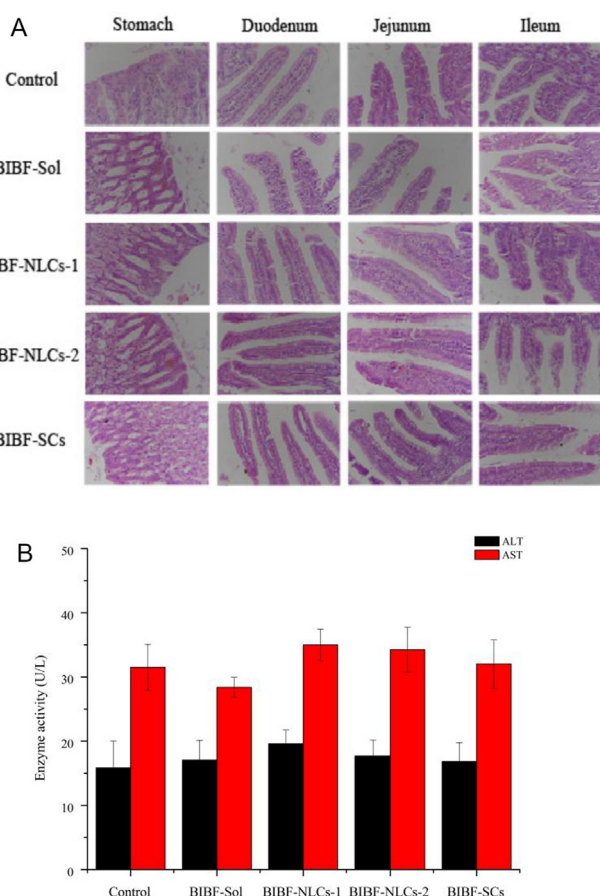 A
Stomach Duodenum Jejunum Ileum
Control
BIBF-Sol
BF-NLCs-1
BF-NLCs-2
BIBF-SCs
B
ALT
AST
50
40
30
20
10
0
Enzyme activity (U/L)
Control BIBF-Sol BIBF-NLCs-1 BIBF-NLCs-2 BIBF-SCs